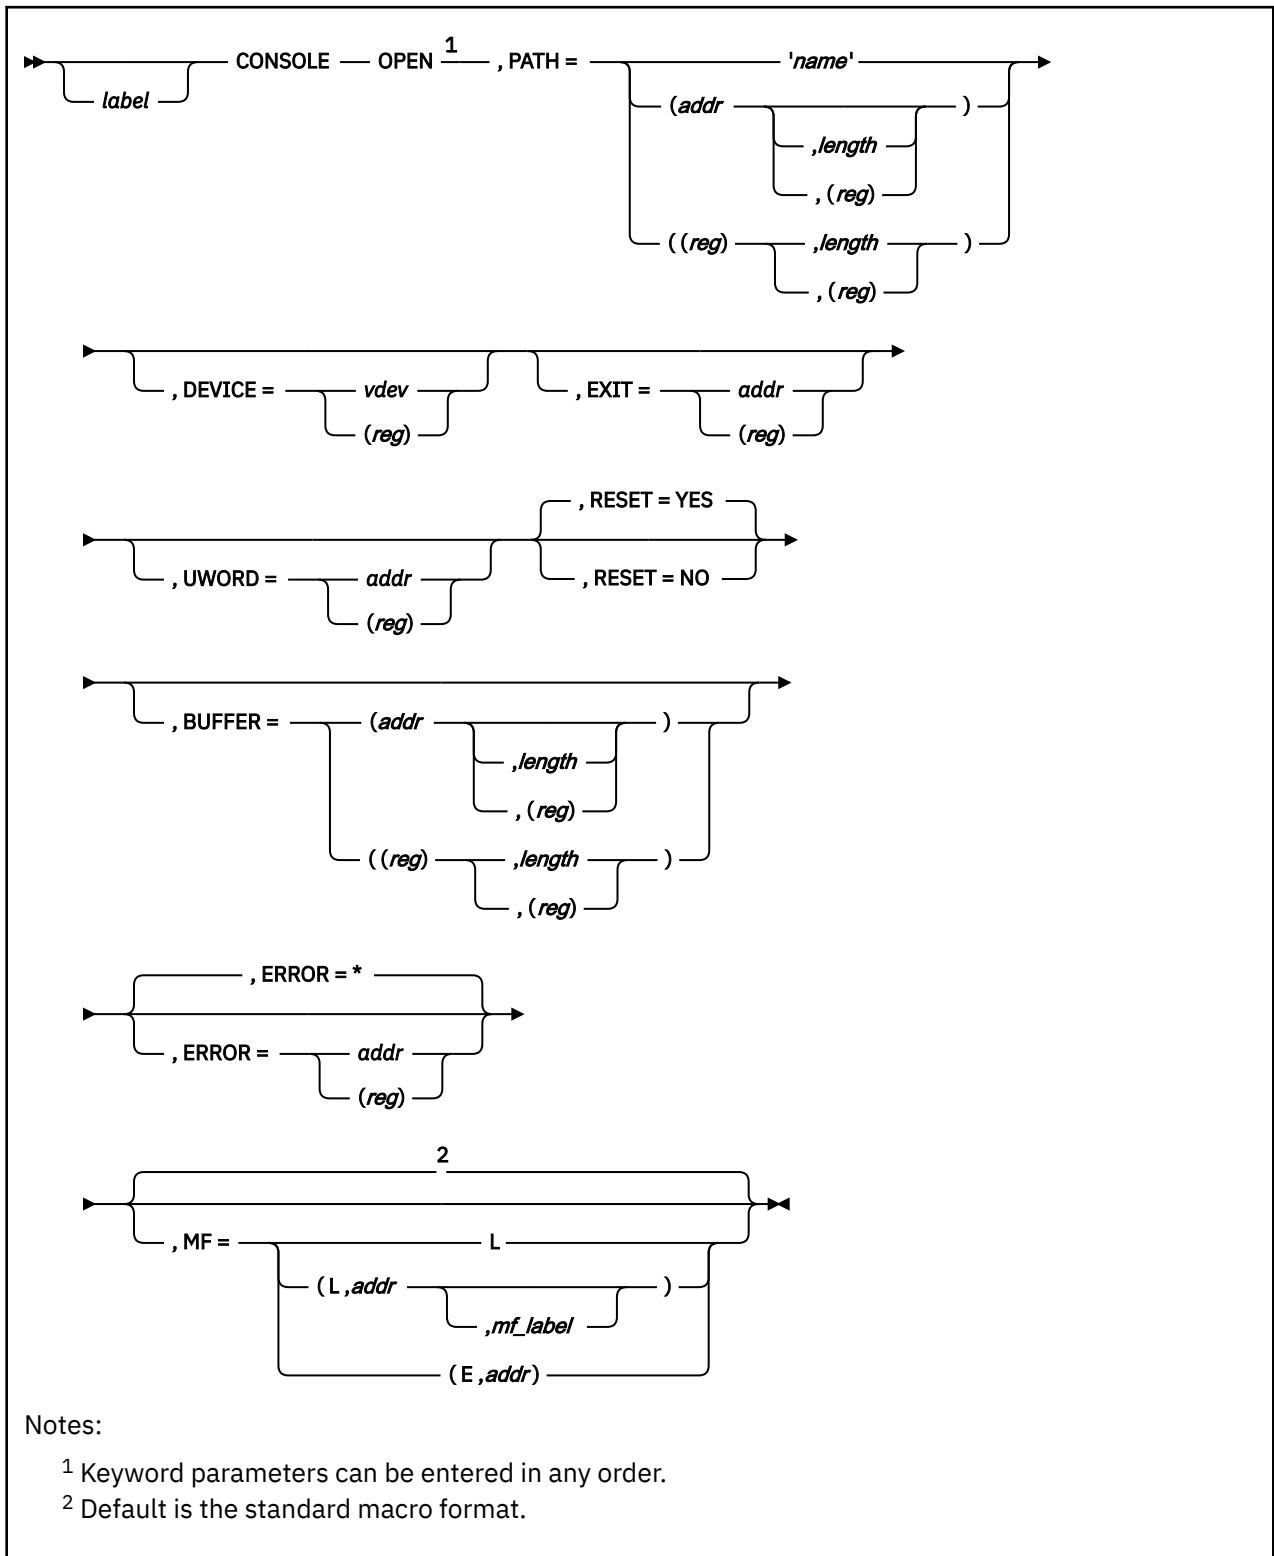 1
CONSOLE OPEN , PATH = 'name'
label
(addr )
,length
, (reg)
( (reg) ,length )
, (reg)
, DEVICE = vdev , EXIT = addr
(reg) (reg)
, RESET = YES
, UWORD = addr , RESET = NO
(reg)
, BUFFER = (addr )
,length
, (reg)
( (reg) ,length )
, (reg)
, ERROR = *
, ERROR = addr
(reg)
2
, MF = L
( L ,addr )
,mf_label
( E ,addr)
Notes:
1 Keyword parameters can be entered in any order.
2 Default is the standard macro format.